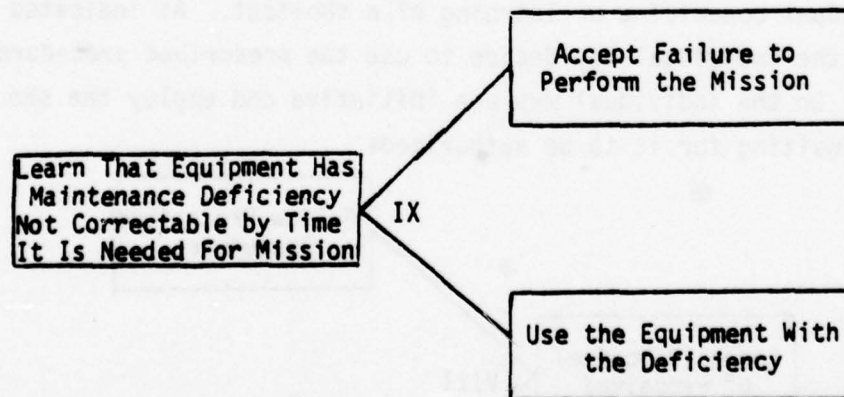 Accept Failure to
Perform the Mission
Learn That Equipment Has
Maintenance Deficiency
Not Correctable by Time
It Is Needed For Mission
IX
Use the Equipment With
the Deficiency